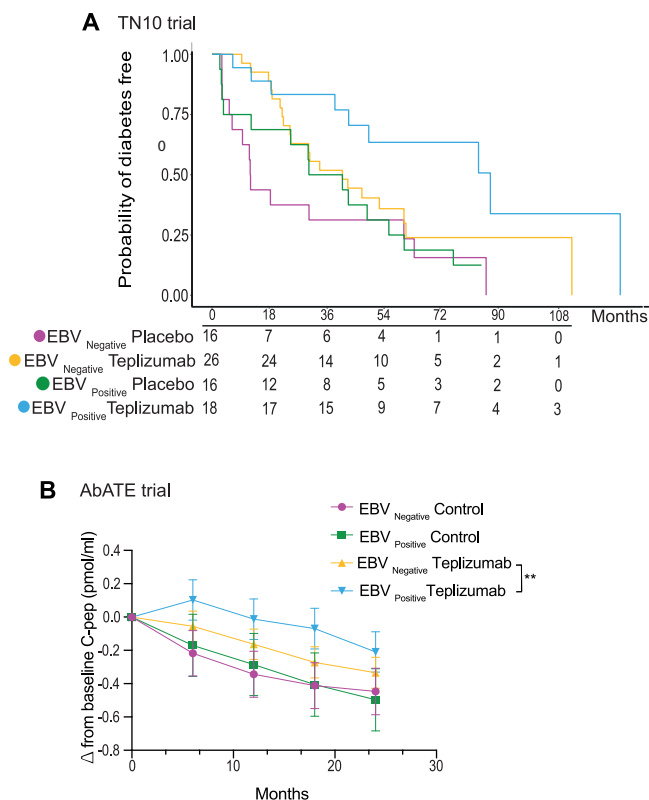 A TN10 trial
Probability of diabetes free
1.00
0.75
0
0.50
0.25
0.00
0 18 36 54 72 90 108 Months
EBV Negative Placebo 16 7 6 4 1 1 0
EBV Negative Teplizumab 26 24 14 10 5 2 1
EBV Positive Placebo 16 12 8 5 3 2 0
EBV Positive Teplizumab 18 17 15 9 7 4 3
B AbATE trial
EBV Negative Control
EBV Positive Control
EBV Negative Teplizumab
EBV Positive Teplizumab
**
Δ from baseline C-pep (pmol/ml)
0.4
0.2
0.0
-0.2
-0.4
-0.6
-0.8
0 10 20 30
Months